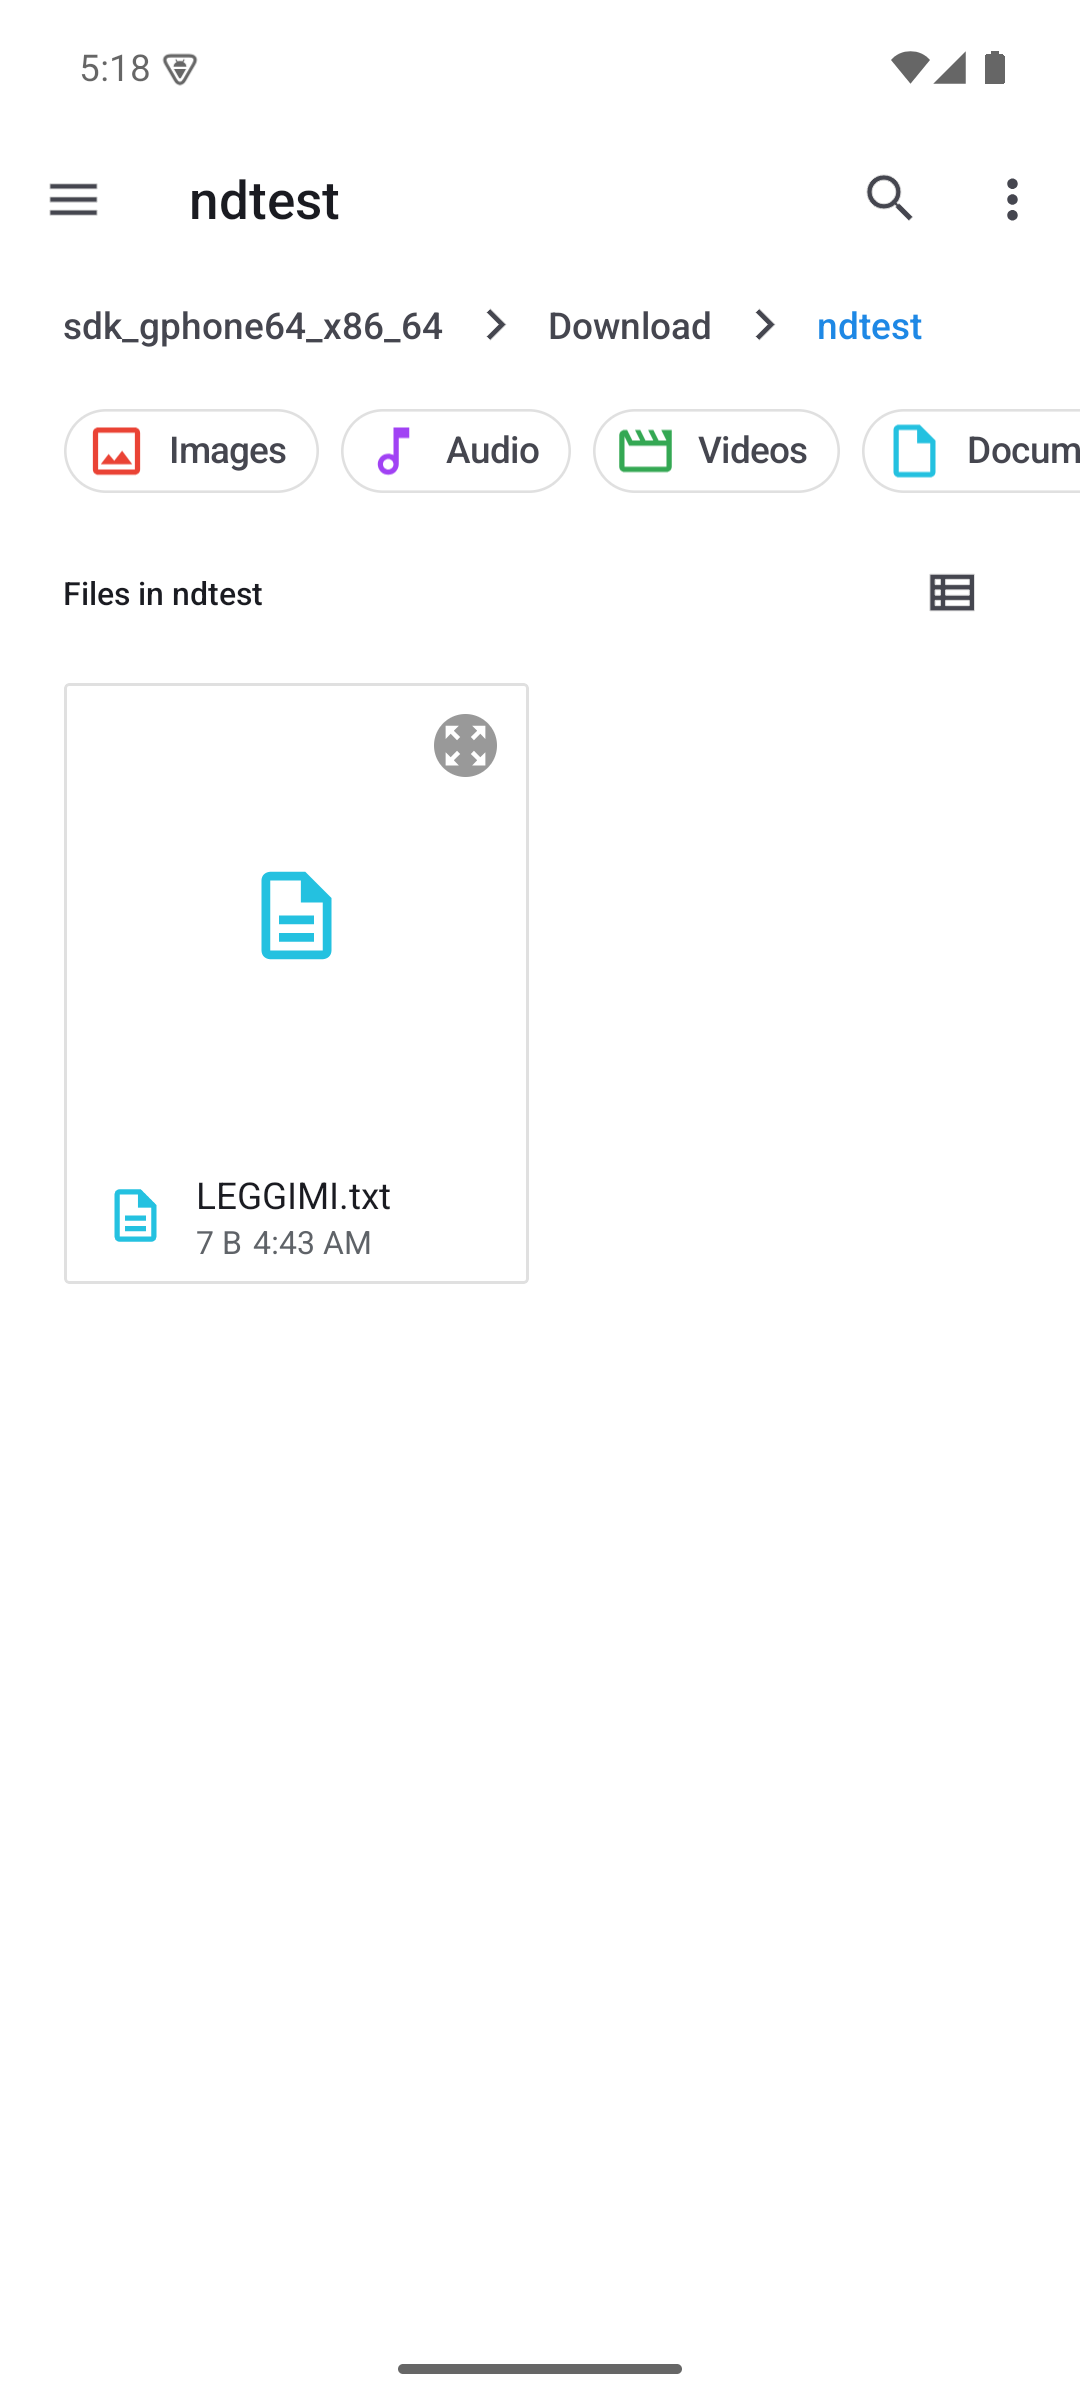 5:18
ndtest
sdk_gphone64_x86_64 > Download > ndtest
Images Audio Videos Docum
Files in ndtest
LEGGIMI.txt
7 B 4:43 AM